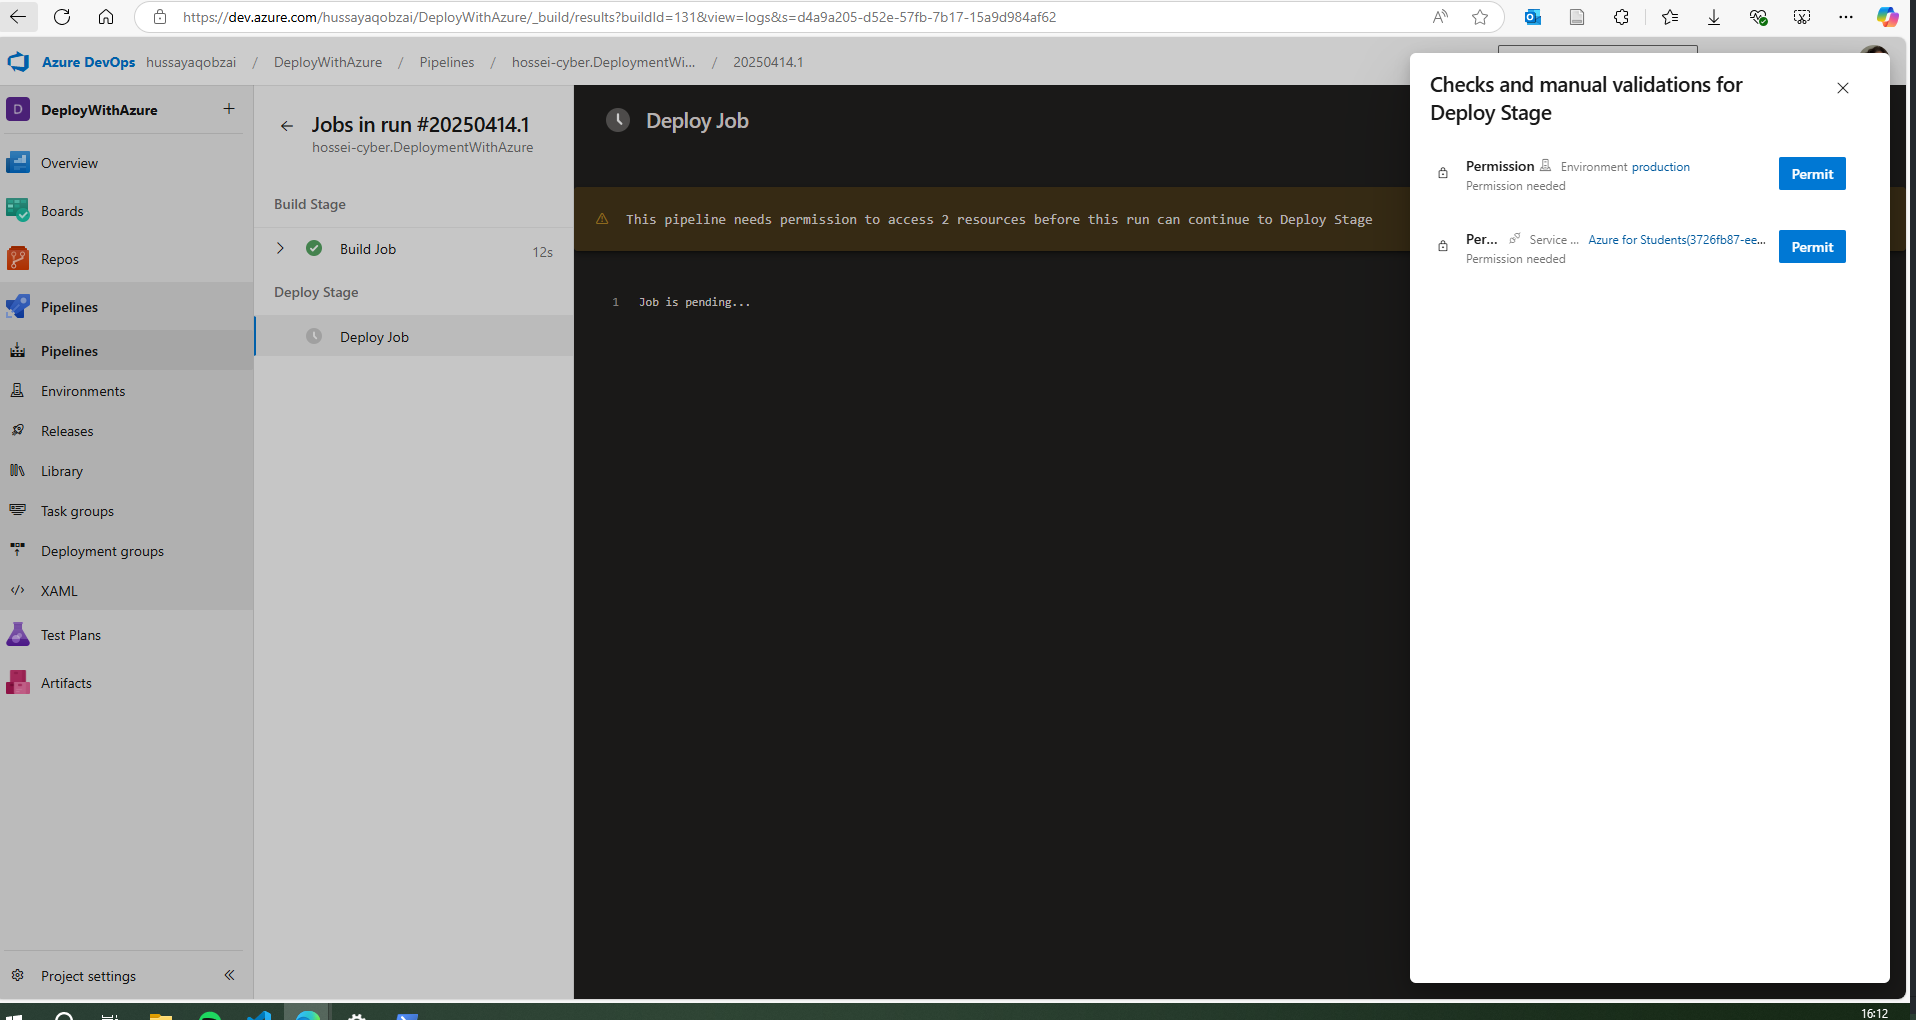 https://dev.azure.com/hussayaqobzai/DeployWithAzure/_build/results?buildId=131&view=logs&s=d4a9a205-d52e-57fb-7b17-15a9d984af62
Azure DevOps hussayaqobzai / DeployWithAzure / Pipelines / hossei-cyber.DeploymentWi... / 20250414.1
D DeployWithAzure
Overview
Boards
Repos
Pipelines
Pipelines
Environments
Releases
Library
Task groups
Deployment groups
XAML
Test Plans
Artifacts
Project settings
Jobs in run #20250414.1
hossei-cyber.DeploymentWithAzure
Build Stage
Build Job 12s
Deploy Stage
Deploy Job
Deploy Job
This pipeline needs permission to access 2 resources before this run can continue to Deploy Stage
1 Job is pending...
Checks and manual validations for
Deploy Stage
Permission Environment production
Permission needed
Permit
Per... Service ... Azure for Students(3726fb87-ee...
Permission needed
Permit
16:12